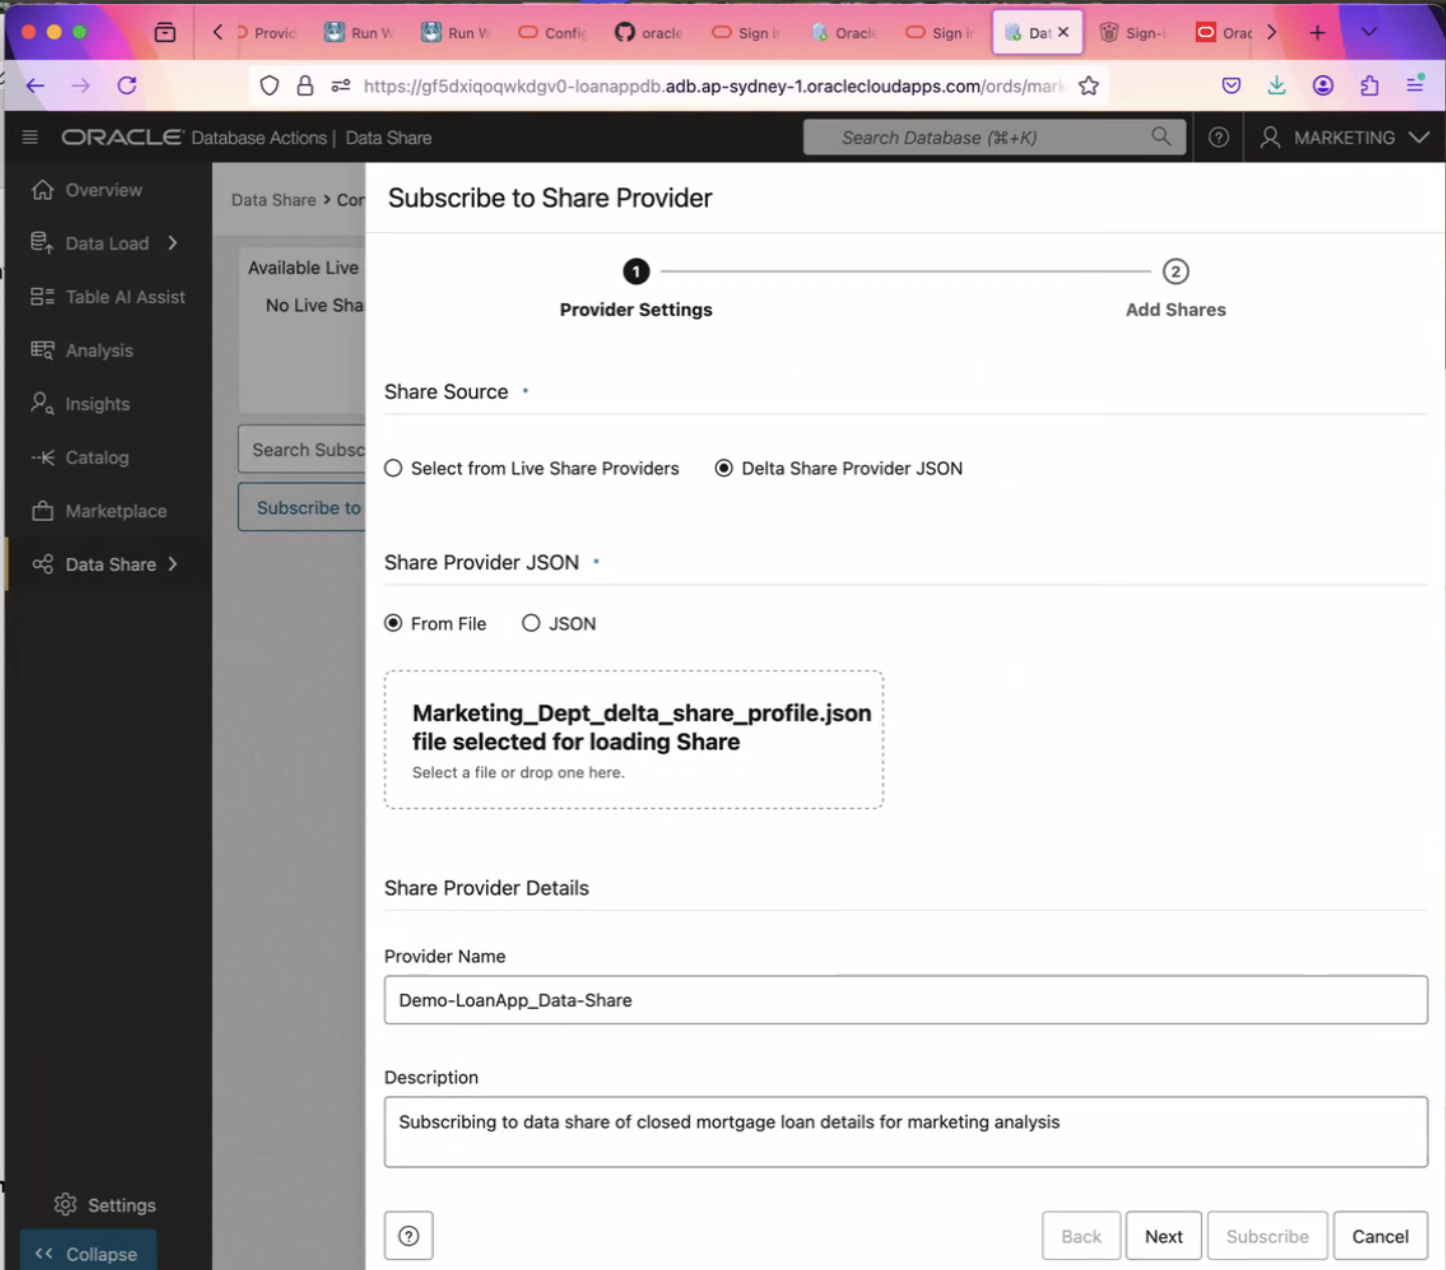 Provid
Run W
Run W
Config
oracle
Sign in
Oracle
Sign in
Dat
Sign-i
Orac
https://gf5dxiqoqwkdgv0-loanappdb.adb.ap-sydney-1.oraclecloudapps.com/ords/mark
ORACLE Database Actions | Data Share
Search Database (⌘+K)
MARKETING
Overview
Data Load
Table AI Assist
Analysis
Insights
Catalog
Marketplace
Data Share
Settings
Collapse
Data Share > Con
Available Live
No Live Sha
Search Subsc
Subscribe to
Subscribe to Share Provider
1
2
Provider Settings
Add Shares
Share Source
Select from Live Share Providers
Delta Share Provider JSON
Share Provider JSON
From File
JSON
Marketing_Dept_delta_share_profile.json
file selected for loading Share
Select a file or drop one here.
Share Provider Details
Provider Name
Demo-LoanApp_Data-Share
Description
Subscribing to data share of closed mortgage loan details for marketing analysis
Back
Next
Subscribe
Cancel